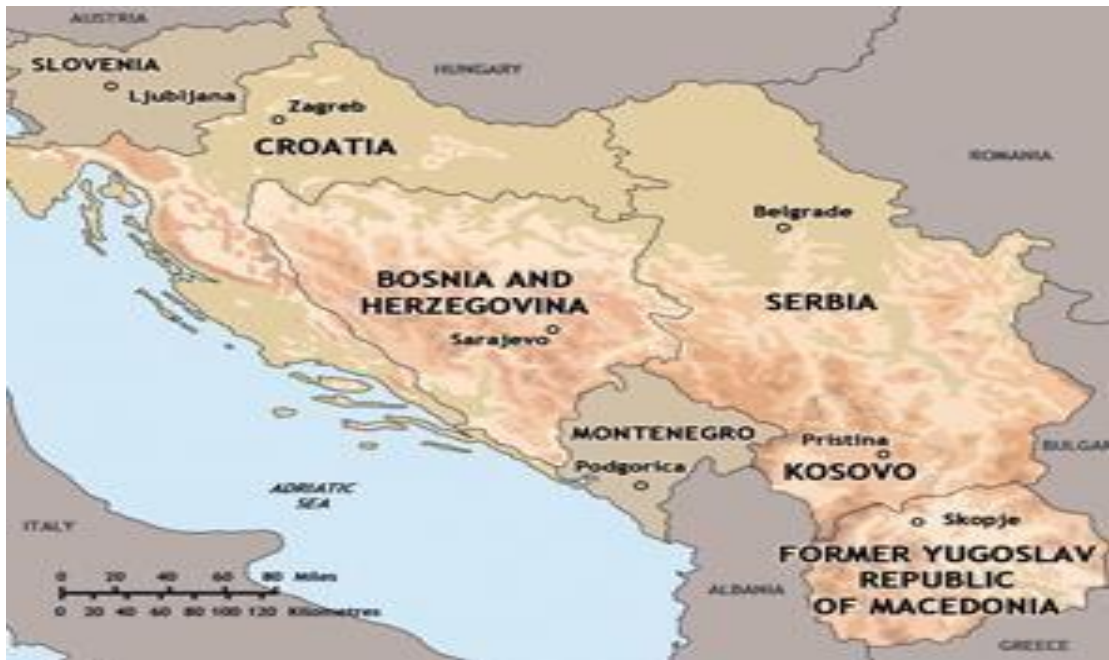 AUSTRIA
SLOVENIA
Ljubljana
HUNGARY
Zagreb
CROATIA
ROMANIA
Belgrade
BOSNIA AND
HERZEGOVINA
SERBIA
Sarajevo
MONTENEGRO
Pristina
BULGAR
Podgorica
KOSOVO
ADRIATIC
SEA
ITALY
Skopje
FORMER YUGOSLAV
REPUBLIC
OF MACEDONIA
ALBANIA
GREECE
0 20 40 60 80 Miles
0 20 40 60 80 100 120 Kilometres